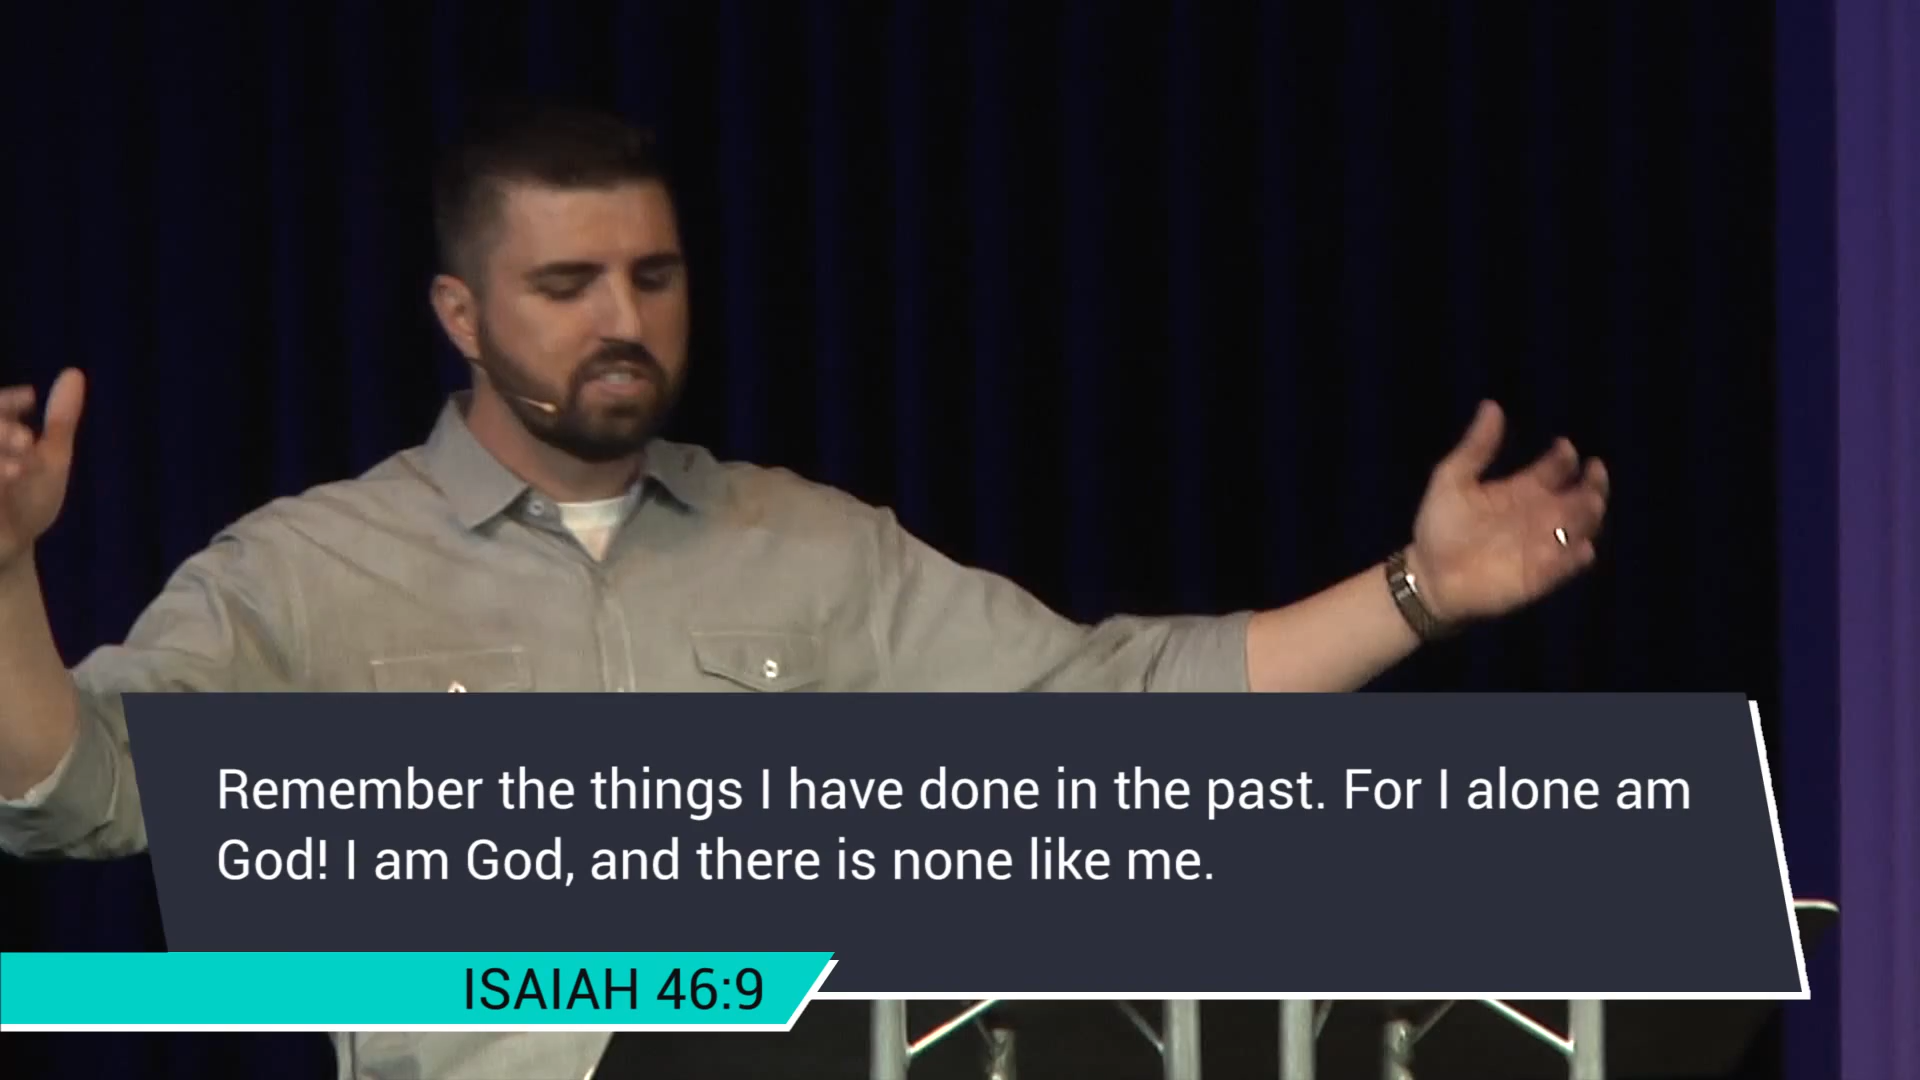 Remember the things I have done in the past. For I alone am
God! I am God, and there is none like me.
ISAIAH 46:9